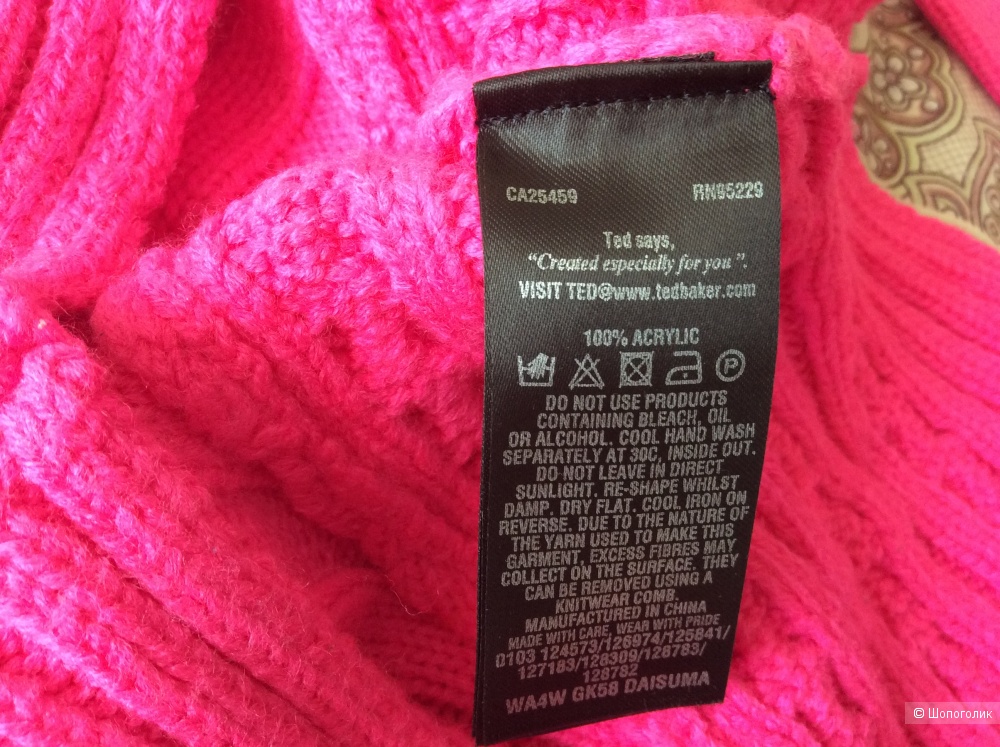 CA25459 RN95229
Ted says,
“Created especially for you ”.
VISIT TED@www.tedbaker.com
100% ACRYLIC
P
DO NOT USE PRODUCTS
CONTAINING BLEACH, OIL
OR ALCOHOL. COOL HAND WASH
SEPARATELY AT 30C, INSIDE OUT.
DO NOT LEAVE IN DIRECT
SUNLIGHT. RE-SHAPE WHILST
DAMP. DRY FLAT. COOL IRON ON
REVERSE. DUE TO THE NATURE OF
THE YARN USED TO MAKE THIS
GARMENT, EXCESS FIBRES MAY
COLLECT ON THE SURFACE. THEY
CAN BE REMOVED USING A
KNITWEAR COMB.
MANUFACTURED IN CHINA
MADE WITH CARE, WEAR WITH PRIDE
0103 124573/126974/125841/
127183/128309/128783/
128782
WA4W GK58 DAISUMA
© Шопоголик